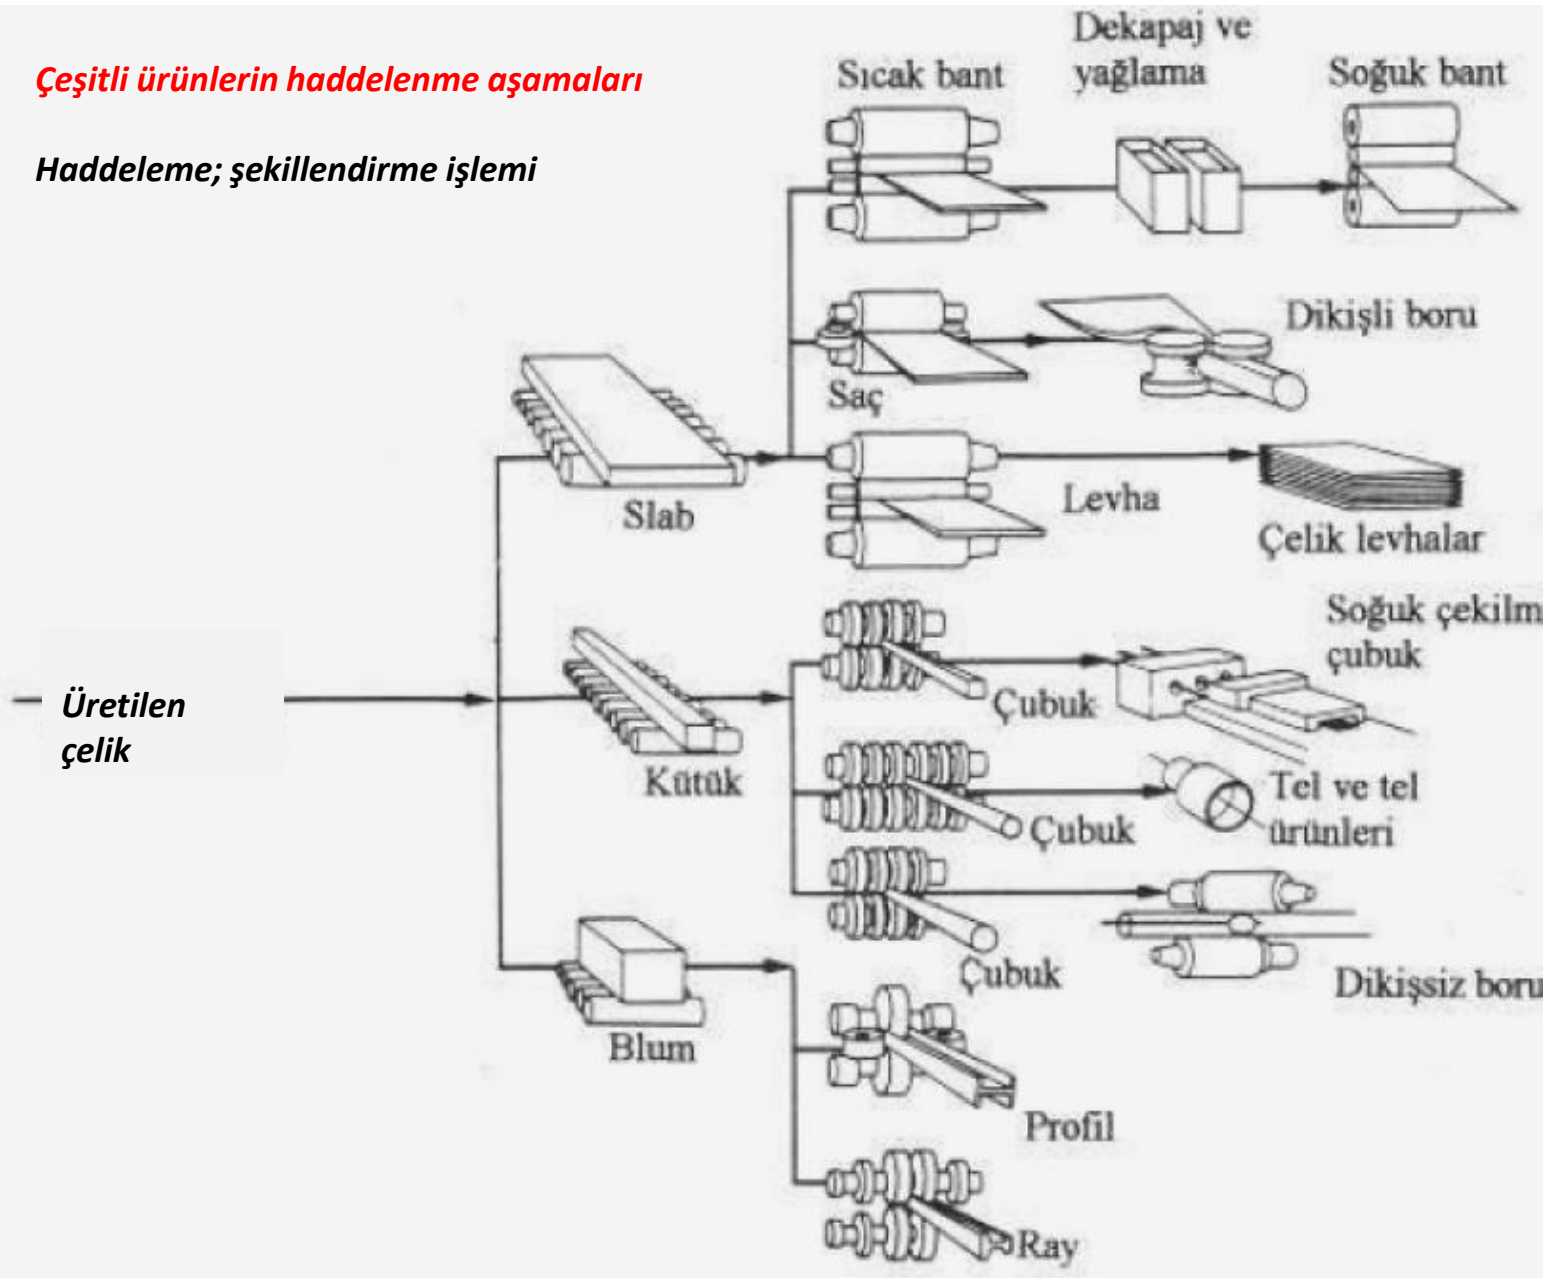 Çeşitli ürünlerin haddelenme aşamaları
Haddeleme; şekillendirme işlemi
Sıcak bant
Dekapaj ve
yağlama
Soğuk bant
Saç
Dikişli boru
Slab
Levha
Çelik levhalar
Üretilen
çelik
Kütük
Çubuk
Soğuk çekilm
çubuk
Çubuk
Tel ve tel
ürünleri
Çubuk
Dikişsiz boru
Blum
Profil
Ray